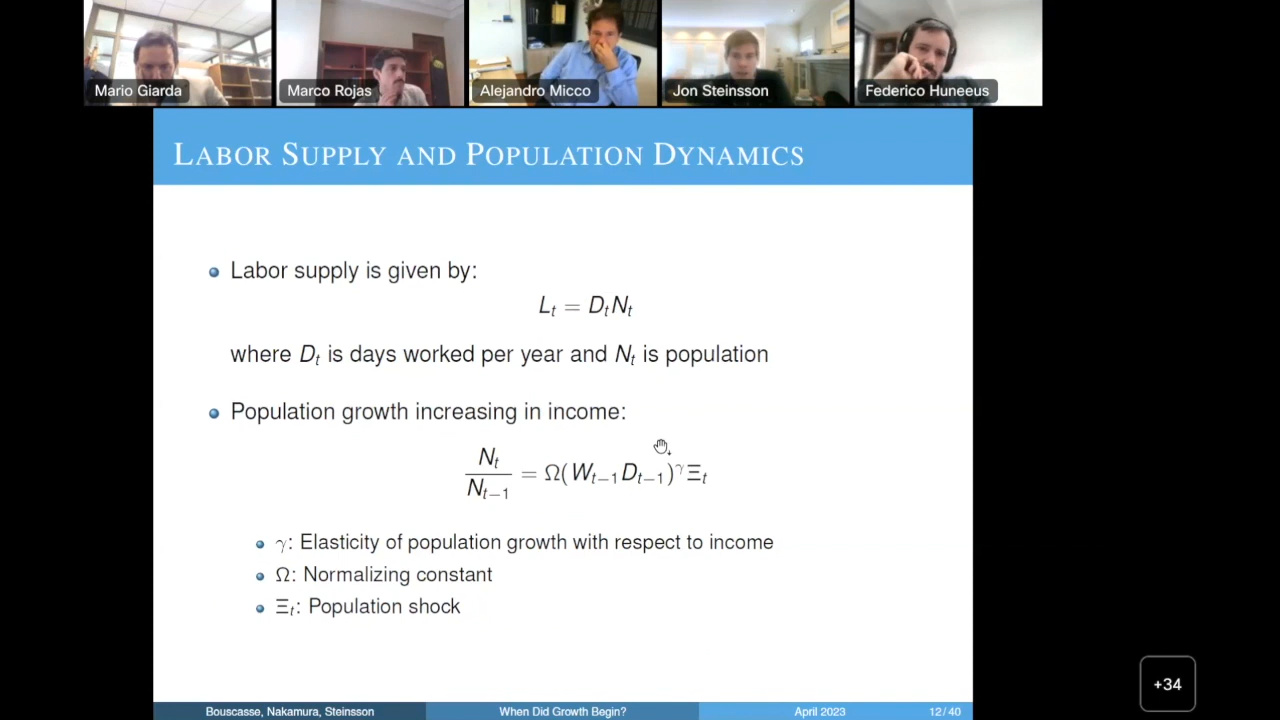 Mario Giarda
Marco Rojas
Alejandro Micco
Jon Steinsson
Federico Huneeus
LABOR SUPPLY AND POPULATION DYNAMICS
Labor supply is given by:
L_t = D_t N_t
where D_t is days worked per year and N_t is population
Population growth increasing in income:
N_t / N_{t−1} = Ω(W_{t−1} D_{t−1})^γ Ξ_t
γ: Elasticity of population growth with respect to income
Ω: Normalizing constant
Ξ_t: Population shock
Bouscasse, Nakamura, Steinsson
When Did Growth Begin?
April 2023
12 / 40
+34